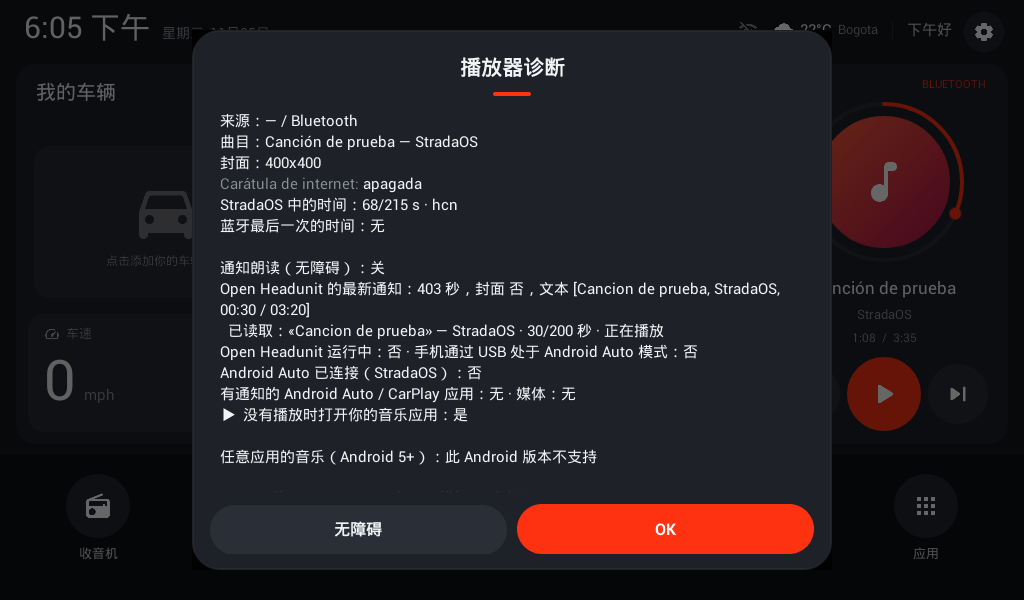 6:05 下午
22°C Bogota
下午好
我的车辆
BLUETOOTH
播放器诊断
来源：— / Bluetooth
曲目：Canción de prueba — StradaOS
封面：400x400
Carátula de internet: apagada
StradaOS 中的时间：68/215 s · hcn
蓝牙最后一次的时间：无
通知朗读（无障碍）：关
Open Headunit 的最新通知：403 秒，封面 否，文本 [Cancion de prueba, StradaOS,
00:30 / 03:20]
已读取：«Cancion de prueba» — StradaOS · 30/200 秒 · 正在播放
Open Headunit 运行中：否 · 手机通过 USB 处于 Android Auto 模式：否
Android Auto 已连接（StradaOS）：否
有通知的 Android Auto / CarPlay 应用：无 · 媒体：无
▶ 没有播放时打开你的音乐应用：是
任意应用的音乐（Android 5+）：此 Android 版本不支持
无障碍
OK
点击添加你的车
车速
0 mph
nción de prueba
StradaOS
1:08 / 3:35
收音机
应用